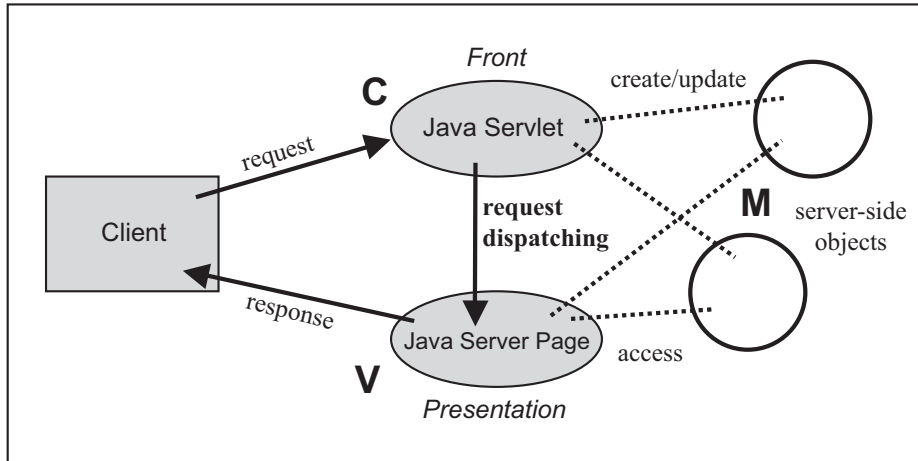 Front
C
create/update
Java Servlet
request
M
request
dispatching
server-side
objects
Client
response
Java Server Page
access
V
Presentation